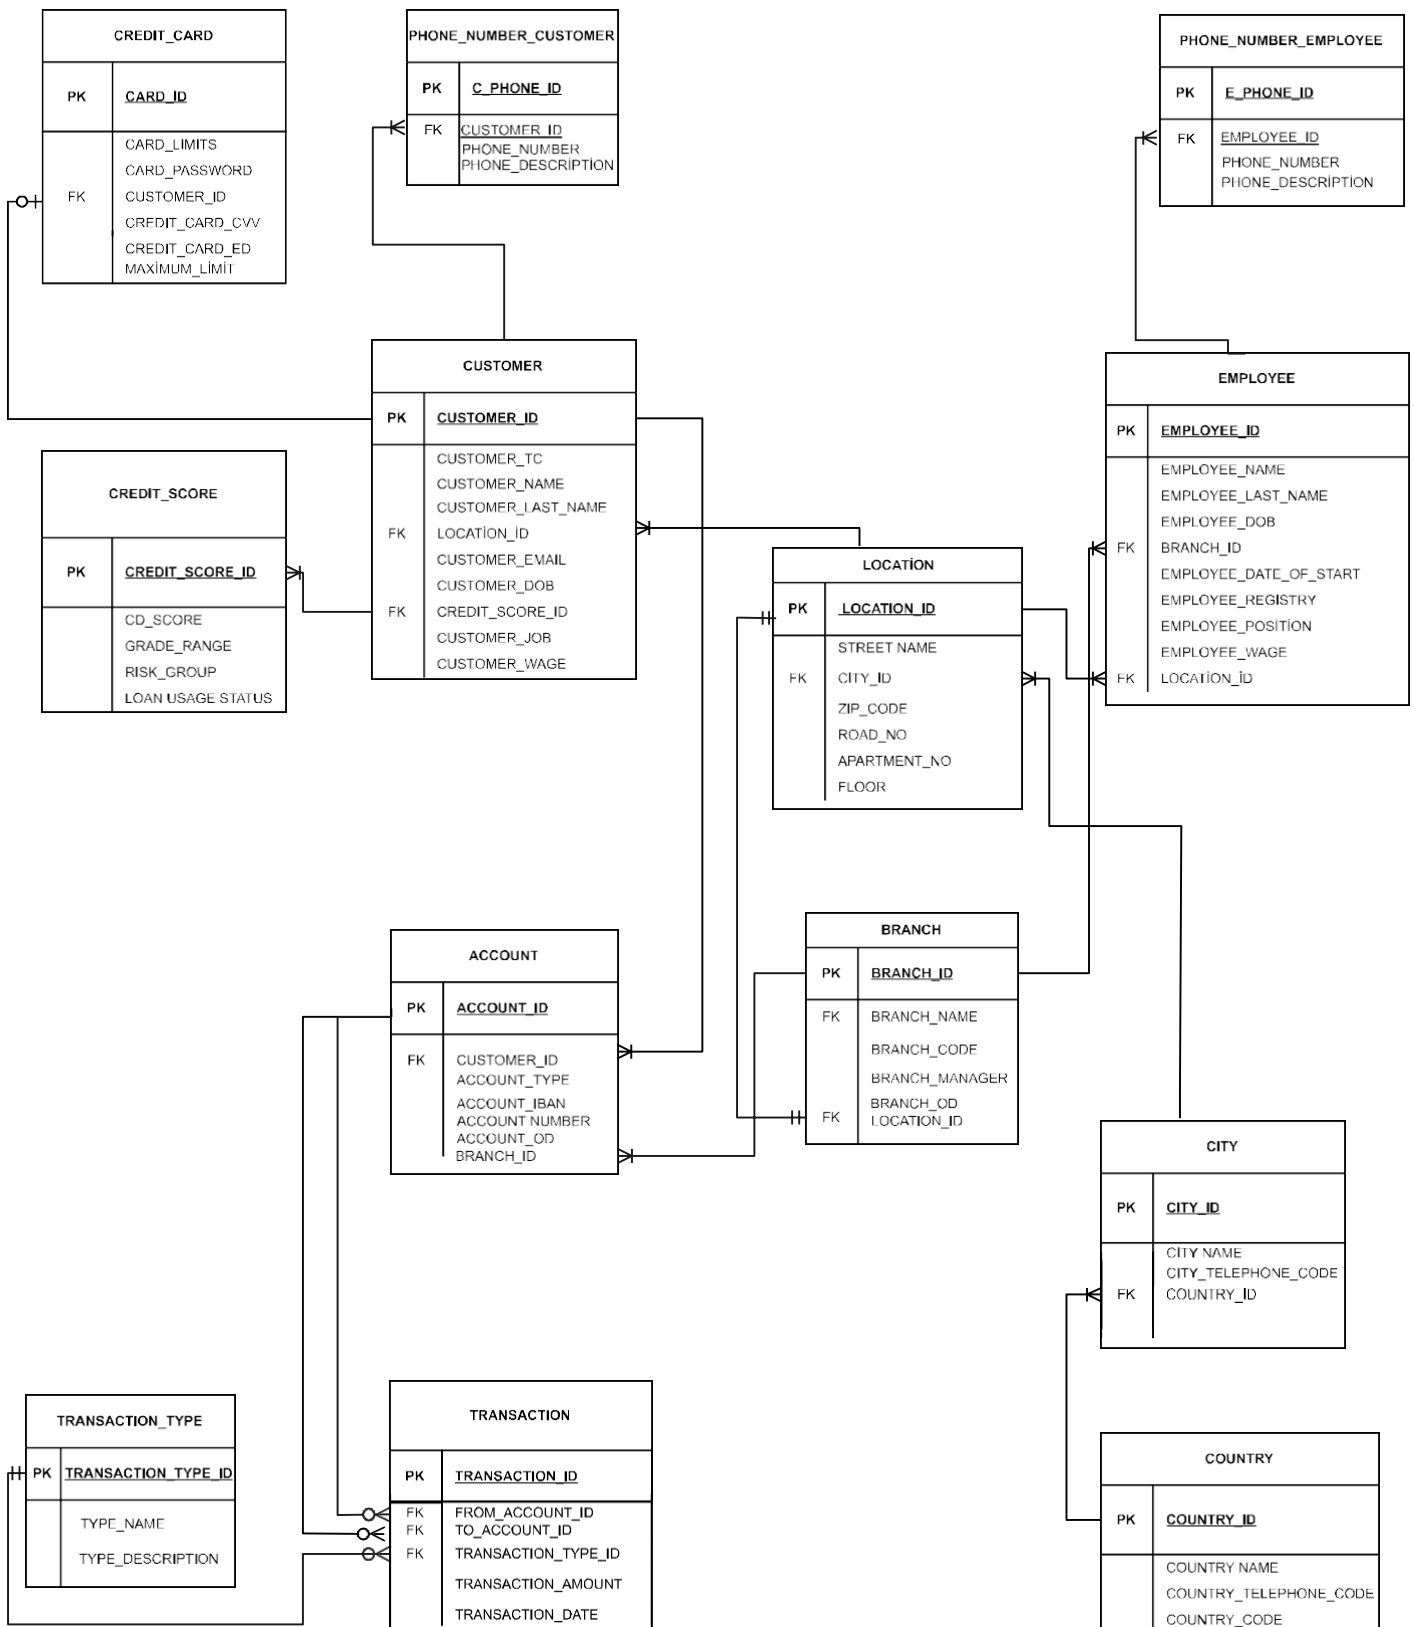 CREDIT_CARD
PK CARD_ID
CARD_LIMITS
CARD_PASSWORD
FK CUSTOMER_ID
CREDIT_CARD_CVV
CREDIT_CARD_ED
MAXİMUM_LİMİT
PHONE_NUMBER_CUSTOMER
PK C_PHONE_ID
FK CUSTOMER_ID
PHONE_NUMBER
PHONE_DESCRİPTİON
PHONE_NUMBER_EMPLOYEE
PK E_PHONE_ID
FK EMPLOYEE_ID
PHONE_NUMBER
PHONE_DESCRİPTİON
CUSTOMER
PK CUSTOMER_ID
CUSTOMER_TC
CUSTOMER_NAME
CUSTOMER_LAST_NAME
FK LOCATİON_İD
CUSTOMER_EMAIL
CUSTOMER_DOB
FK CREDIT_SCORE_ID
CUSTOMER_JOB
CUSTOMER_WAGE
EMPLOYEE
PK EMPLOYEE_ID
EMPLOYEE_NAME
EMPLOYEE_LAST_NAME
EMPLOYEE_DOB
FK BRANCH_ID
EMPLOYEE_DATE_OF_START
EMPLOYEE_REGISTRY
EMPLOYEE_POSİTİON
EMPLOYEE_WAGE
FK LOCATİON_İD
CREDIT_SCORE
PK CREDIT_SCORE_ID
CD_SCORE
GRADE_RANGE
RISK_GROUP
LOAN USAGE STATUS
LOCATİON
PK LOCATION_ID
STREET NAME
FK CITY_ID
ZIP_CODE
ROAD_NO
APARTMENT_NO
FLOOR
ACCOUNT
PK ACCOUNT_ID
FK CUSTOMER_ID
ACCOUNT_TYPE
ACCOUNT_IBAN
ACCOUNT NUMBER
ACCOUNT_OD
BRANCH_ID
BRANCH
PK BRANCH_ID
FK BRANCH_NAME
BRANCH_CODE
BRANCH_MANAGER
BRANCH_OD
FK LOCATION_ID
CITY
PK CITY_ID
CITY NAME
CITY_TELEPHONE_CODE
FK COUNTRY_ID
TRANSACTION_TYPE
PK TRANSACTION_TYPE_ID
TYPE_NAME
TYPE_DESCRIPTION
TRANSACTION
PK TRANSACTION_ID
FK FROM_ACCOUNT_ID
FK TO_ACCOUNT_ID
FK TRANSACTION_TYPE_ID
TRANSACTION_AMOUNT
TRANSACTION_DATE
COUNTRY
PK COUNTRY_ID
COUNTRY NAME
COUNTRY_TELEPHONE_CODE
COUNTRY_CODE